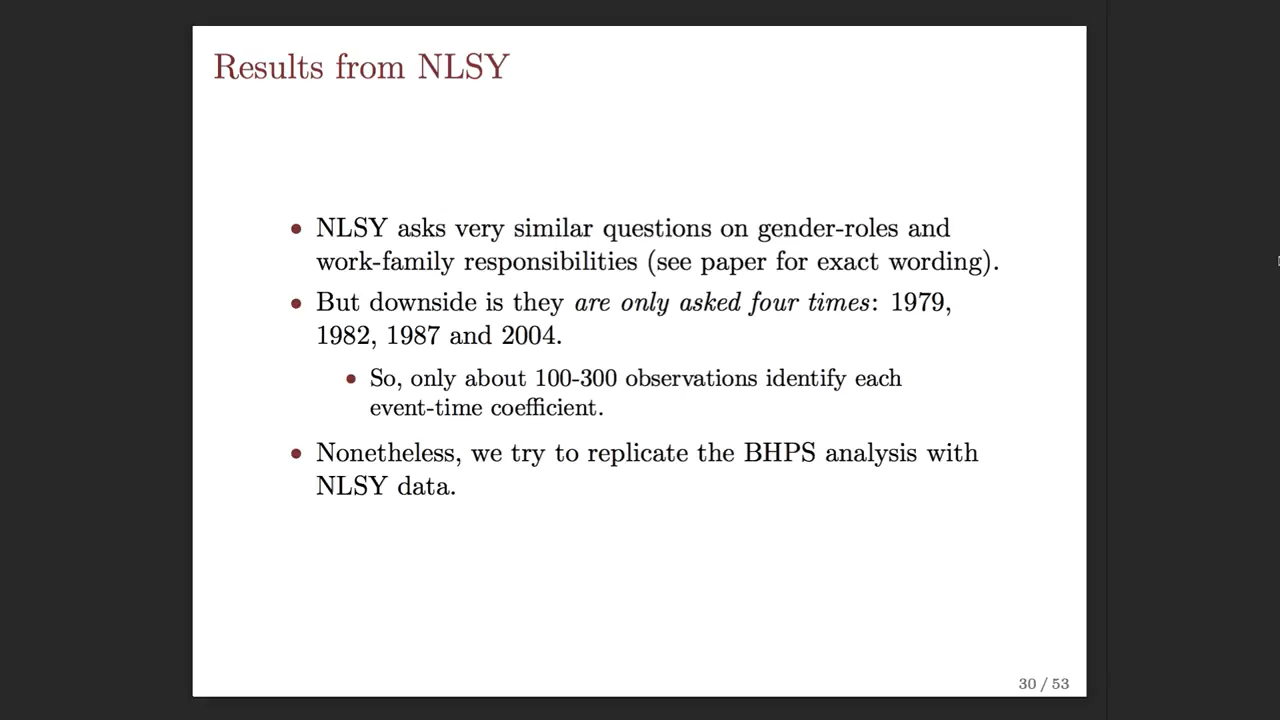 Results from NLSY
• NLSY asks very similar questions on gender-roles and
work-family responsibilities (see paper for exact wording).
• But downside is they are only asked four times: 1979,
1982, 1987 and 2004.
• So, only about 100-300 observations identify each
event-time coefficient.
• Nonetheless, we try to replicate the BHPS analysis with
NLSY data.
30 / 53